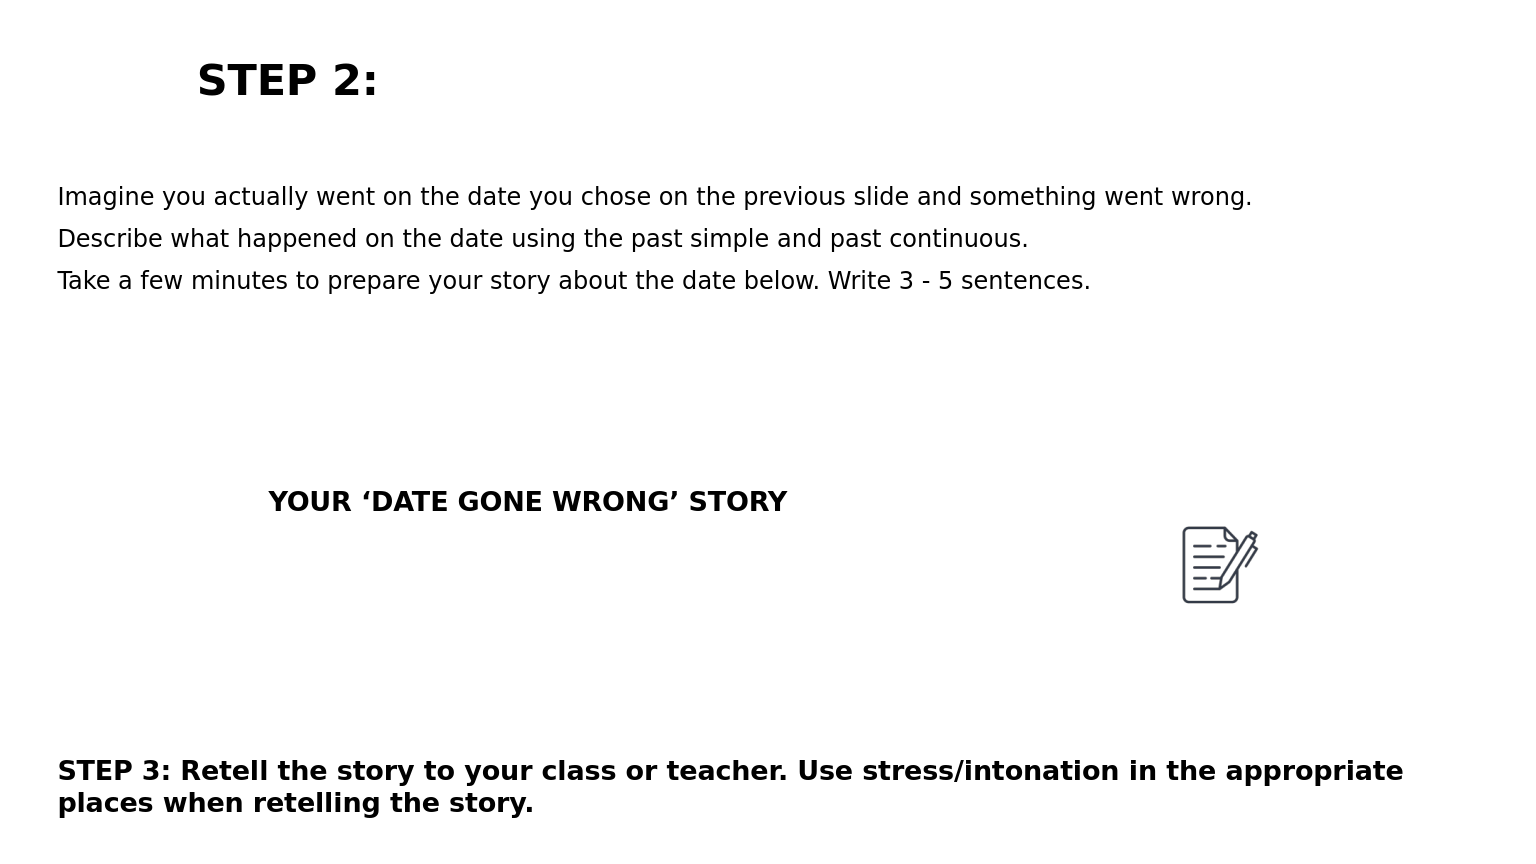 STEP 2:
Imagine you actually went on the date you chose on the previous slide and something went wrong.
Describe what happened on the date using the past simple and past continuous.
Take a few minutes to prepare your story about the date below. Write 3 - 5 sentences.
YOUR ‘DATE GONE WRONG’ STORY
STEP 3: Retell the story to your class or teacher. Use stress/intonation in the appropriate
places when retelling the story.